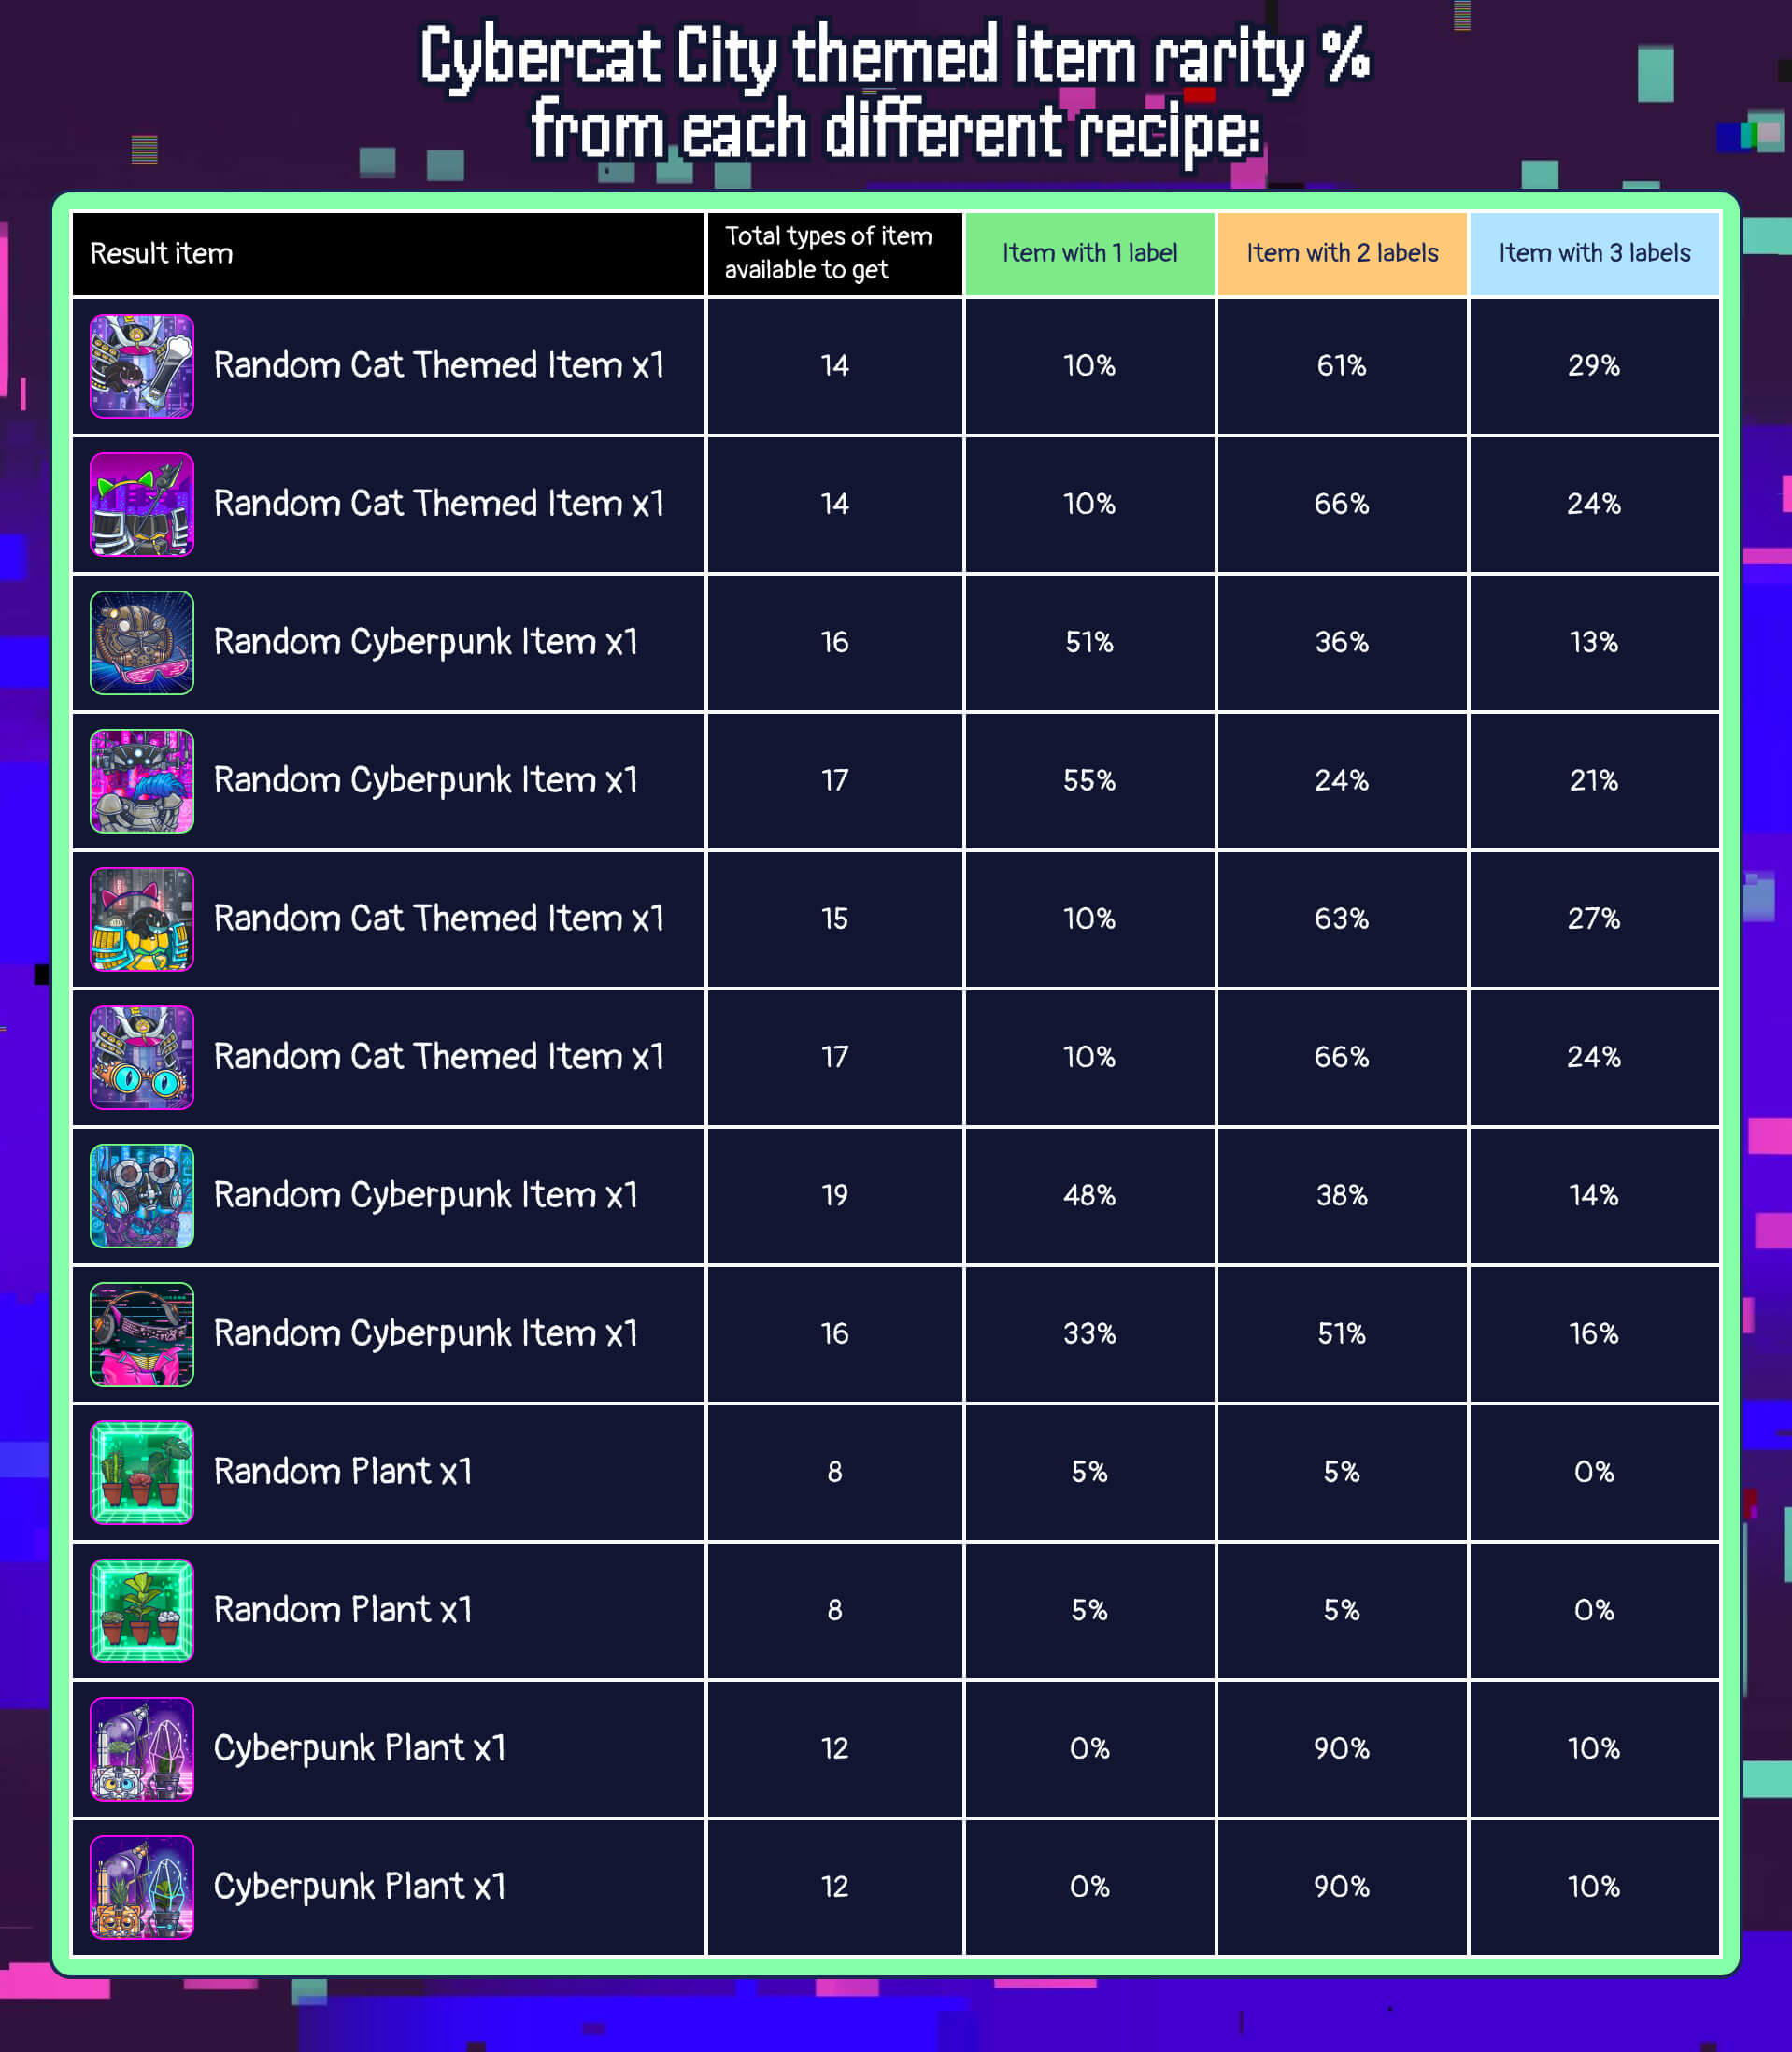 Cybercat City themed item rarity %
from each different recipe:
Result item
Total types of item
available to get
Item with 1 label
Item with 2 labels
Item with 3 labels
Random Cat Themed Item x1 14 10% 61% 29%
Random Cat Themed Item x1 14 10% 66% 24%
Random Cyberpunk Item x1 16 51% 36% 13%
Random Cyberpunk Item x1 17 55% 24% 21%
Random Cat Themed Item x1 15 10% 63% 27%
Random Cat Themed Item x1 17 10% 66% 24%
Random Cyberpunk Item x1 19 48% 38% 14%
Random Cyberpunk Item x1 16 33% 51% 16%
Random Plant x1 8 5% 5% 0%
Random Plant x1 8 5% 5% 0%
Cyberpunk Plant x1 12 0% 90% 10%
Cyberpunk Plant x1 12 0% 90% 10%